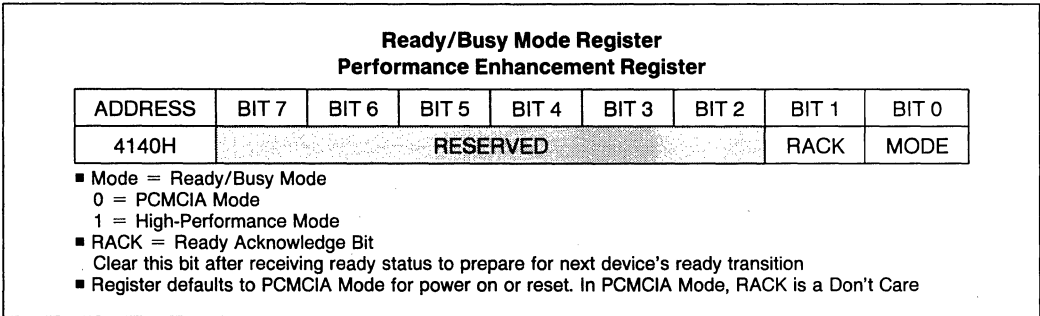 Ready/Busy Mode Register
Performance Enhancement Register
ADDRESS BIT 7 BIT 6 BIT 5 BIT 4 BIT 3 BIT 2 BIT 1 BIT 0
4140H RESERVED RACK MODE
■ Mode = Ready/Busy Mode
0 = PCMCIA Mode
1 = High-Performance Mode
■ RACK = Ready Acknowledge Bit
Clear this bit after receiving ready status to prepare for next device's ready transition
■ Register defaults to PCMCIA Mode for power on or reset. In PCMCIA Mode, RACK is a Don't Care